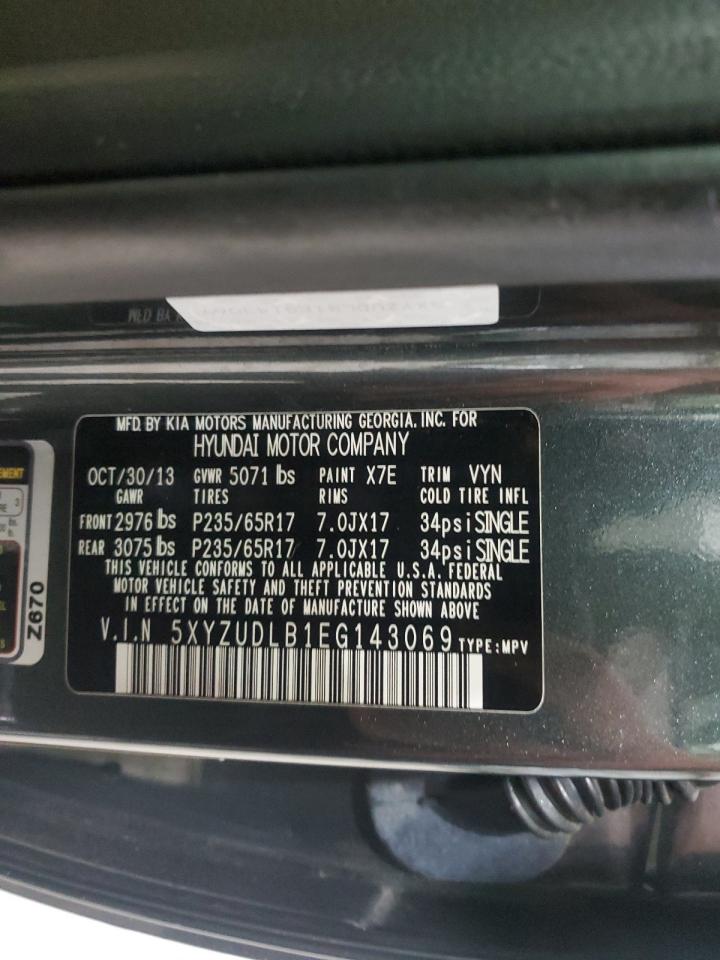 MFD. BY KIA MOTORS MANUFACTURING GEORGIA. INC. FOR
HYUNDAI MOTOR COMPANY
OCT/30/13 GVWR 5071 lbs PAINT X7E TRIM VYN
GAWR TIRES RIMS COLD TIRE INFL
FRONT 2976 lbs P235/65R17 7.0JX17 34psi SINGLE
REAR 3075 lbs P235/65R17 7.0JX17 34psi SINGLE
THIS VEHICLE CONFORMS TO ALL APPLICABLE U.S.A. FEDERAL
MOTOR VEHICLE SAFETY AND THEFT PREVENTION STANDARDS
IN EFFECT ON THE DATE OF MANUFACTURE SHOWN ABOVE
V.I.N 5XYZUDLB1EG143069 TYPE:MPV
Z670